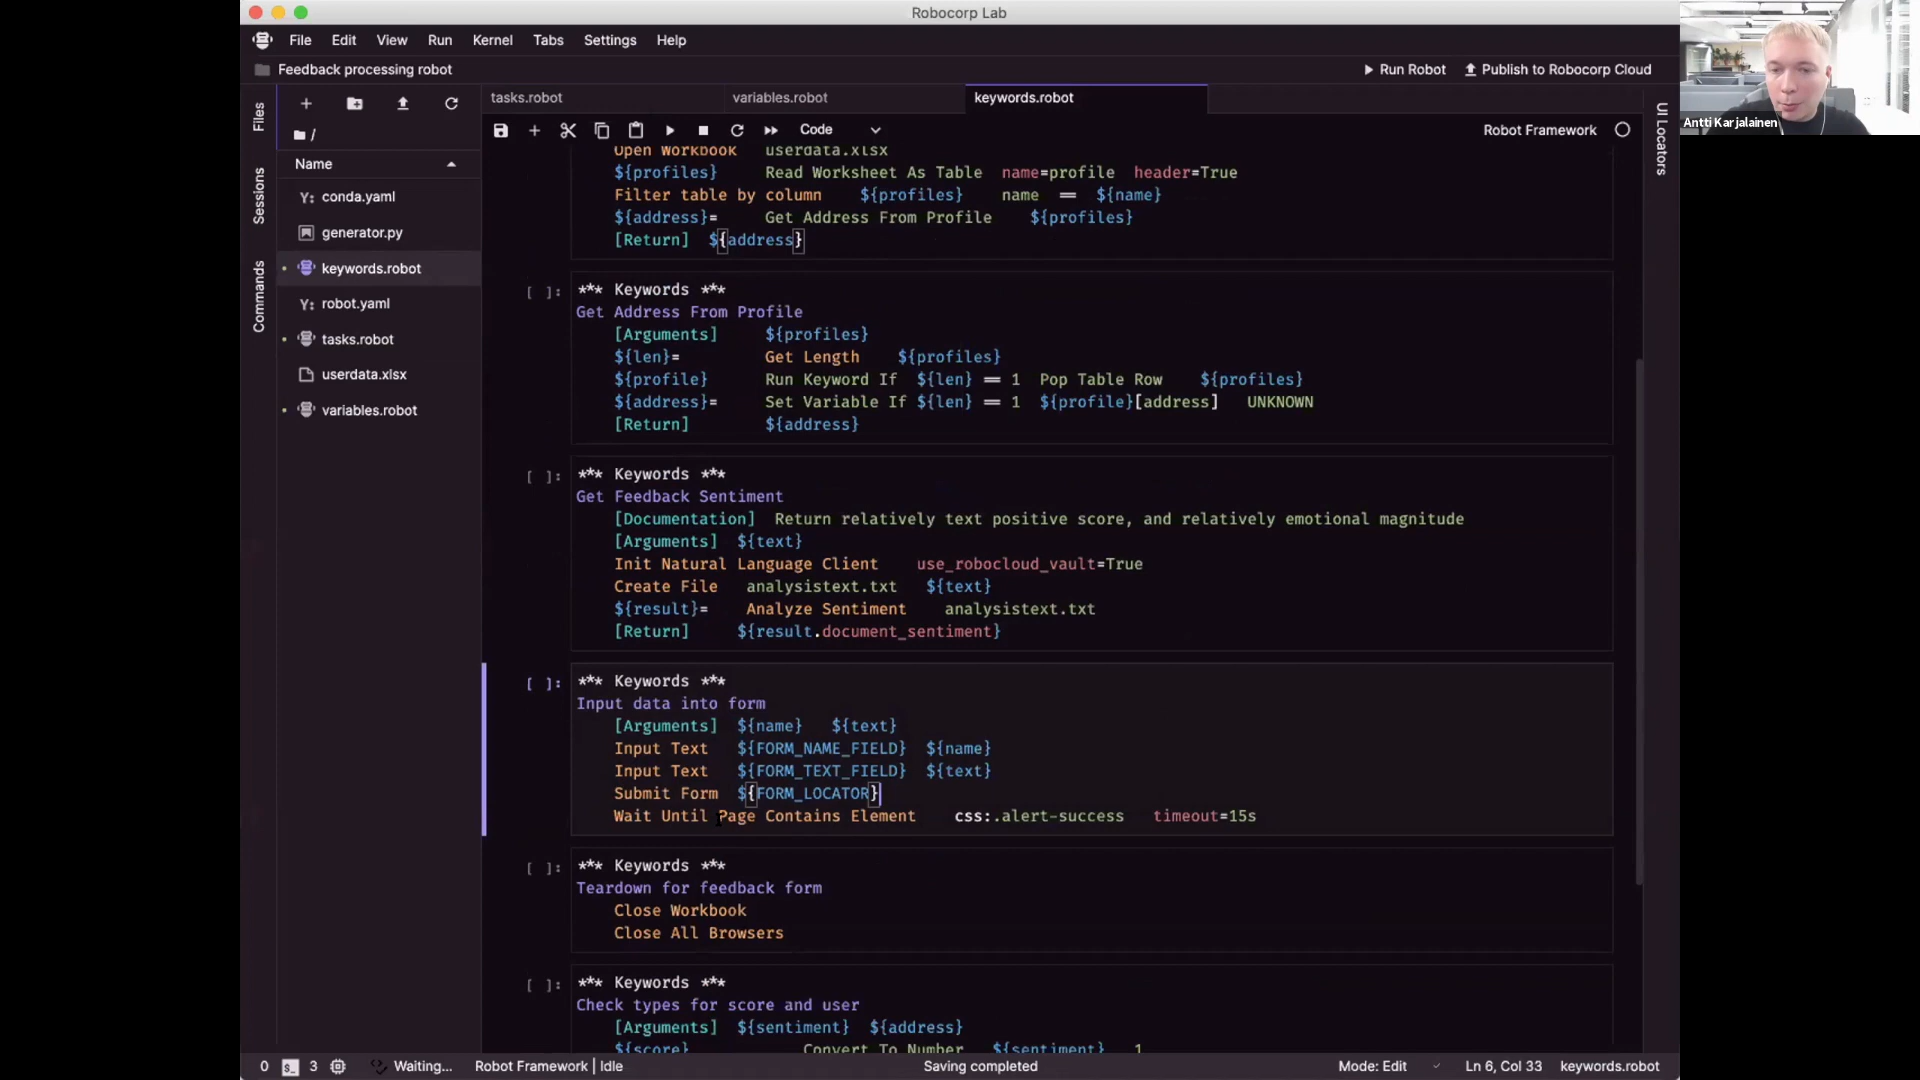 Robocorp Lab
File Edit View Run Kernel Tabs Settings Help
Feedback processing robot
Run Robot Publish to Robocorp Cloud
Antti Karjalainen
Files
Sessions
Commands
/
Name
conda.yaml
generator.py
keywords.robot
robot.yaml
tasks.robot
userdata.xlsx
variables.robot
tasks.robot variables.robot keywords.robot
Code
Robot Framework
UI Locators
Open Workbook userdata.xlsx
${profiles} Read Worksheet As Table name=profile header=True
Filter table by column ${profiles} name == ${name}
${address}= Get Address From Profile ${profiles}
[Return] ${address}
[ ]: *** Keywords ***
Get Address From Profile
[Arguments] ${profiles}
${len}= Get Length ${profiles}
${profile} Run Keyword If ${len} == 1 Pop Table Row ${profiles}
${address}= Set Variable If ${len} == 1 ${profile}[address] UNKNOWN
[Return] ${address}
[ ]: *** Keywords ***
Get Feedback Sentiment
[Documentation] Return relatively text positive score, and relatively emotional magnitude
[Arguments] ${text}
Init Natural Language Client use_robocloud_vault=True
Create File analysistext.txt ${text}
${result}= Analyze Sentiment analysistext.txt
[Return] ${result.document_sentiment}
[ ]: *** Keywords ***
Input data into form
[Arguments] ${name} ${text}
Input Text ${FORM_NAME_FIELD} ${name}
Input Text ${FORM_TEXT_FIELD} ${text}
Submit Form ${FORM_LOCATOR}
Wait Until Page Contains Element css:.alert-success timeout=15s
[ ]: *** Keywords ***
Teardown for feedback form
Close Workbook
Close All Browsers
[ ]: *** Keywords ***
Check types for score and user
[Arguments] ${sentiment} ${address}
${score} Convert To Number ${sentiment} 1
0 3 Waiting... Robot Framework | Idle Saving completed Mode: Edit Ln 6, Col 33 keywords.robot